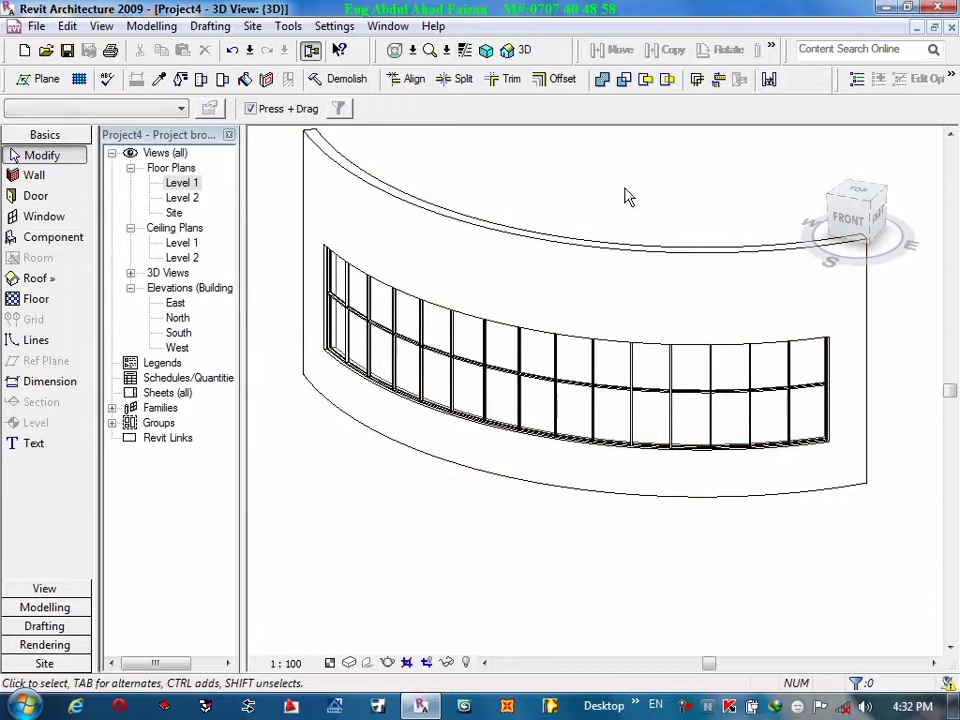 Revit Architecture 2009 - [Project4 - 3D View: {3D}]
Eng Abdul Ahad Faizan M#:0707 40 48 58
File Edit View Modelling Drafting Site Tools Settings Window Help
3D Move Copy Rotate » Content Search Online
Plane Demolish Align Split Trim Offset Edit Op »
Press + Drag
Basics
Modify
Wall
Door
Window
Component
Room
Roof »
Floor
Grid
Lines
Ref Plane
Dimension
Section
Level
Text
View
Modelling
Drafting
Rendering
Site
Project4 - Project bro...
Views (all)
Floor Plans
Level 1
Level 2
Site
Ceiling Plans
Level 1
Level 2
3D Views
Elevations (Building
East
North
South
West
Legends
Schedules/Quantitie
Sheets (all)
Families
Groups
Revit Links
TOP
FRONT
W
S
E
1 : 100
Click to select, TAB for alternates, CTRL adds, SHIFT unselects.
NUM
:0
Desktop » EN 4:32 PM